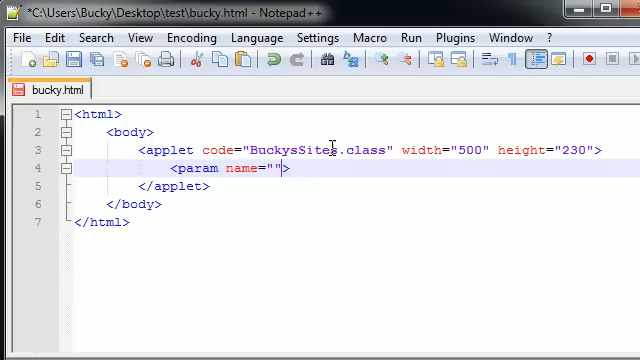 *C:\Users\Bucky\Desktop\test\bucky.html - Notepad++
File Edit Search View Encoding Language Settings Macro Run Plugins Window ?
bucky.html
1 <html>
2 <body>
3 <applet code="BuckysSites.class" width="500" height="230">
4 <param name="">
5 </applet>
6 </body>
7 </html>